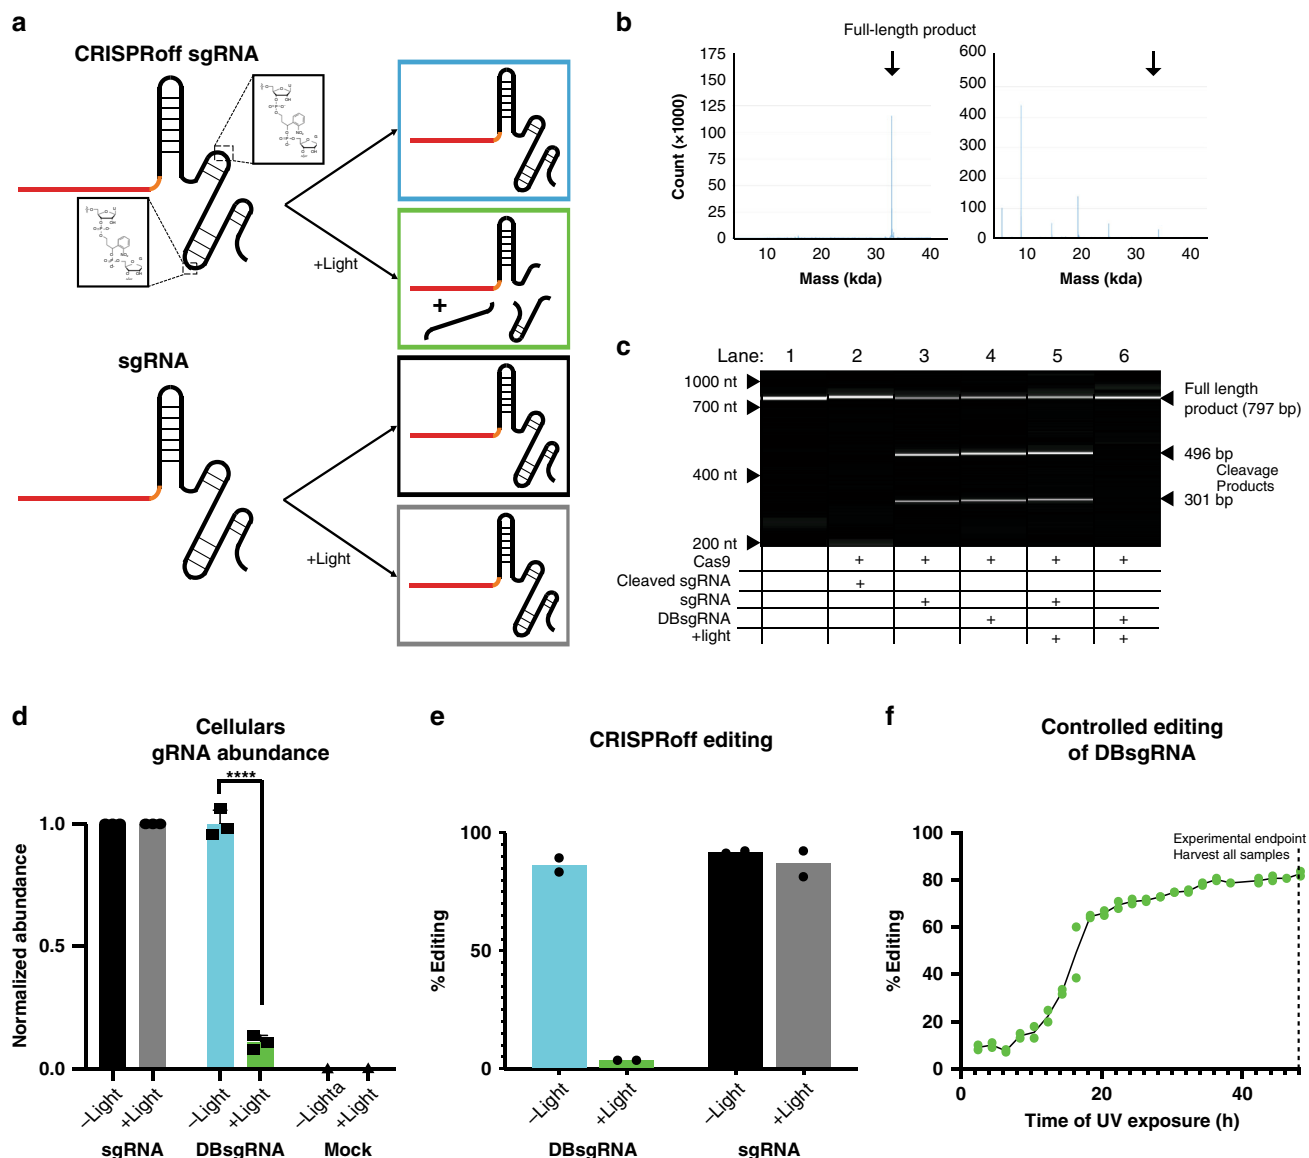 a
CRISPRoff sgRNA
+Light
sgRNA
+Light
b
Full-length product
Count (×1000)
175
150
125
100
75
50
25
0
10 20 30 40
Mass (kda)
600
500
400
300
200
100
0
10 20 30 40
Mass (kda)
c
Lane: 1 2 3 4 5 6
1000 nt
700 nt
400 nt
200 nt
Full length
product (797 bp)
496 bp
Cleavage
Products
301 bp
Cas9 + + + + +
Cleaved sgRNA +
sgRNA + +
DBsgRNA + +
+light + +
d
Cellulars
gRNA abundance
****
Normalized abundance
1.0
0.5
0.0
–Light +Light –Light +Light –Lighta +Light
sgRNA DBsgRNA Mock
e
CRISPRoff editing
% Editing
100
50
0
–Light +Light –Light +Light
DBsgRNA sgRNA
f
Controlled editing
of DBsgRNA
Experimental endpoint
Harvest all samples
% Editing
100
80
60
40
20
0
0 20 40
Time of UV exposure (h)